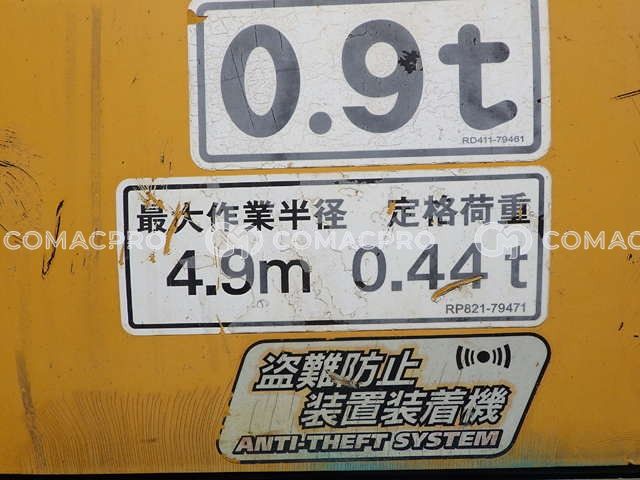 0.9t
RD411-79461
最大作業半径 定格荷重
COMACPRO COMACPRO COMAC
4.9m 0.44t
RP821-79471
盗難防止
装置装着機
ANTI-THEFT SYSTEM